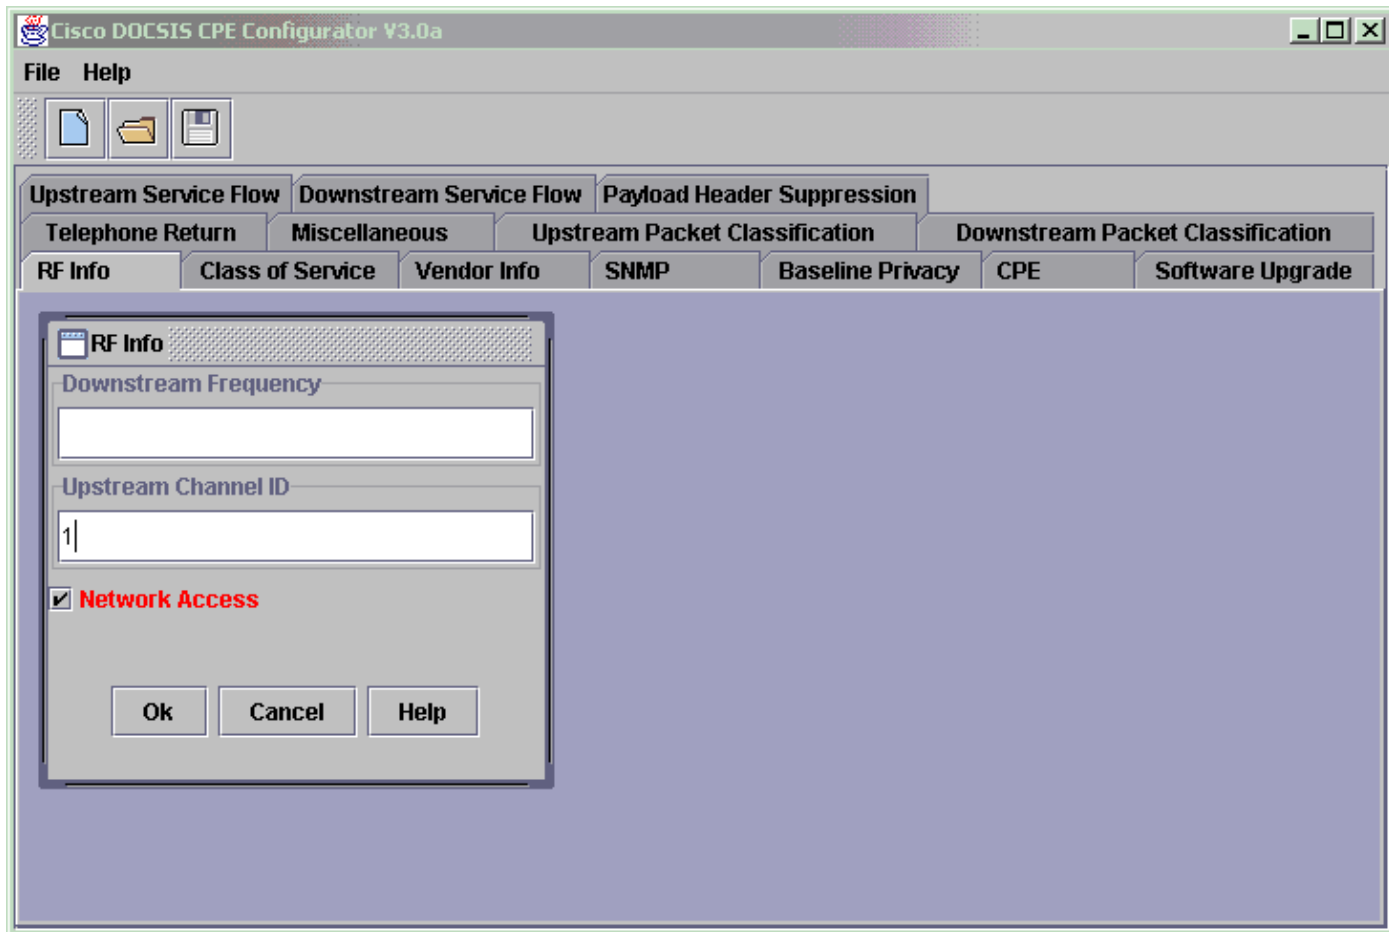 Cisco DOCSIS CPE Configurator V3.0a
File Help
Upstream Service Flow Downstream Service Flow Payload Header Suppression
Telephone Return Miscellaneous Upstream Packet Classification Downstream Packet Classification
RF Info Class of Service Vendor Info SNMP Baseline Privacy CPE Software Upgrade
RF Info
Downstream Frequency
Upstream Channel ID
1
Network Access
Ok Cancel Help